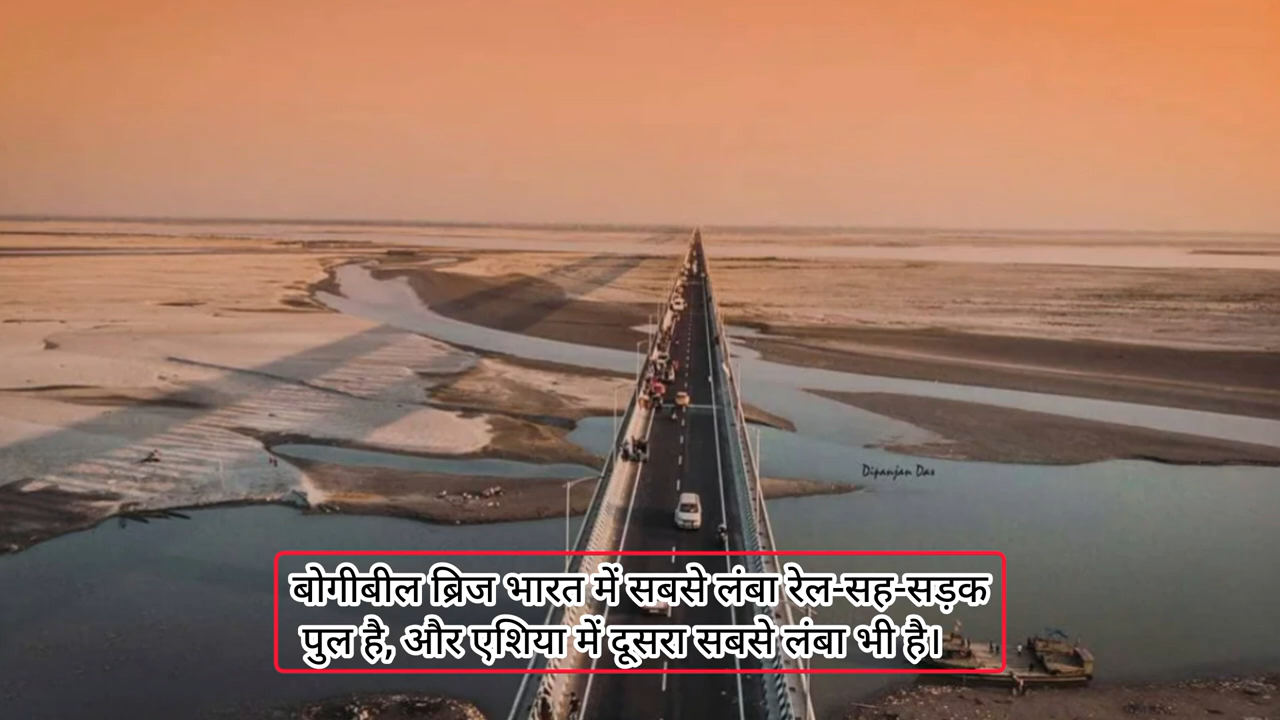 Dipanjan Das
बोगीबील ब्रिज भारत में सबसे लंबा रेल-सह-सड़क
पुल है, और एशिया में दूसरा सबसे लंबा भी है।